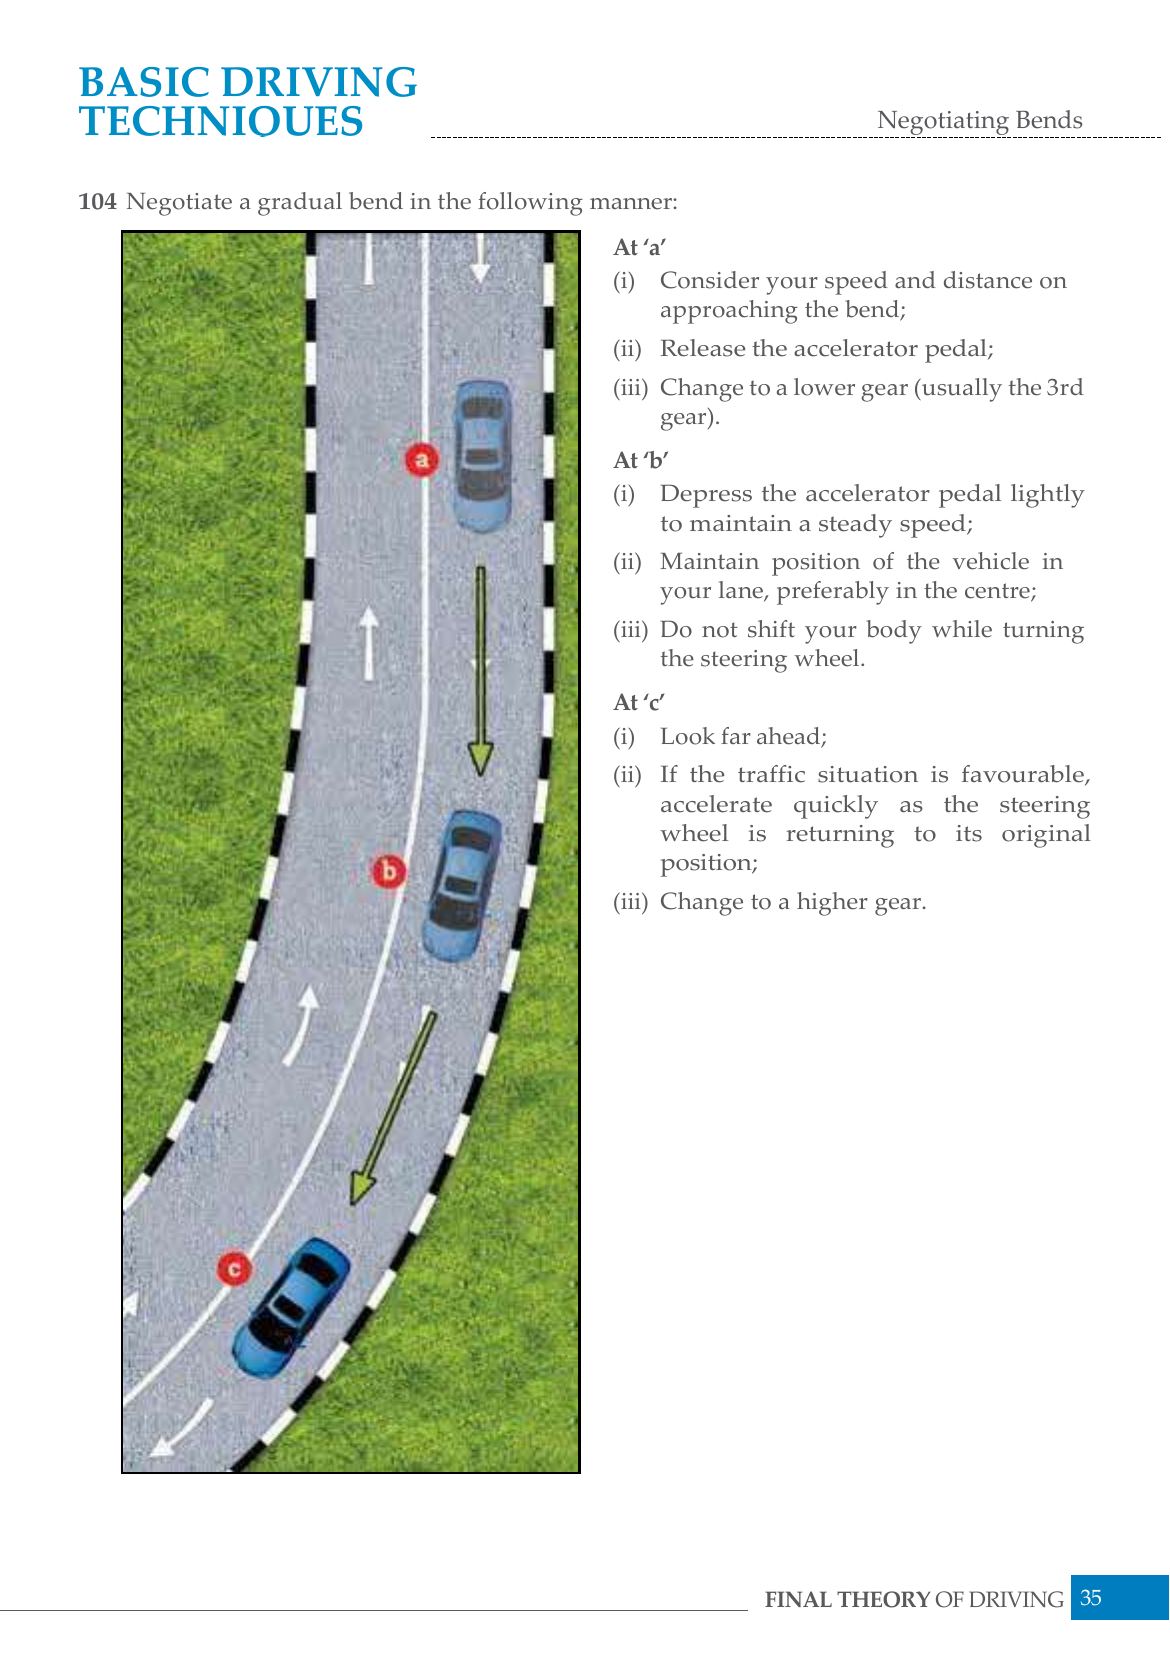 BASIC DRIVING
TECHNIQUES
Negotiating Bends
104 Negotiate a gradual bend in the following manner:
At ‘a’
(i) Consider your speed and distance on
approaching the bend;
(ii) Release the accelerator pedal;
(iii) Change to a lower gear (usually the 3rd
gear).
At ‘b’
(i) Depress the accelerator pedal lightly
to maintain a steady speed;
(ii) Maintain position of the vehicle in
your lane, preferably in the centre;
(iii) Do not shift your body while turning
the steering wheel.
At ‘c’
(i) Look far ahead;
(ii) If the traffic situation is favourable,
accelerate quickly as the steering
wheel is returning to its original
position;
(iii) Change to a higher gear.
a
b
c
FINAL THEORY OF DRIVING 35